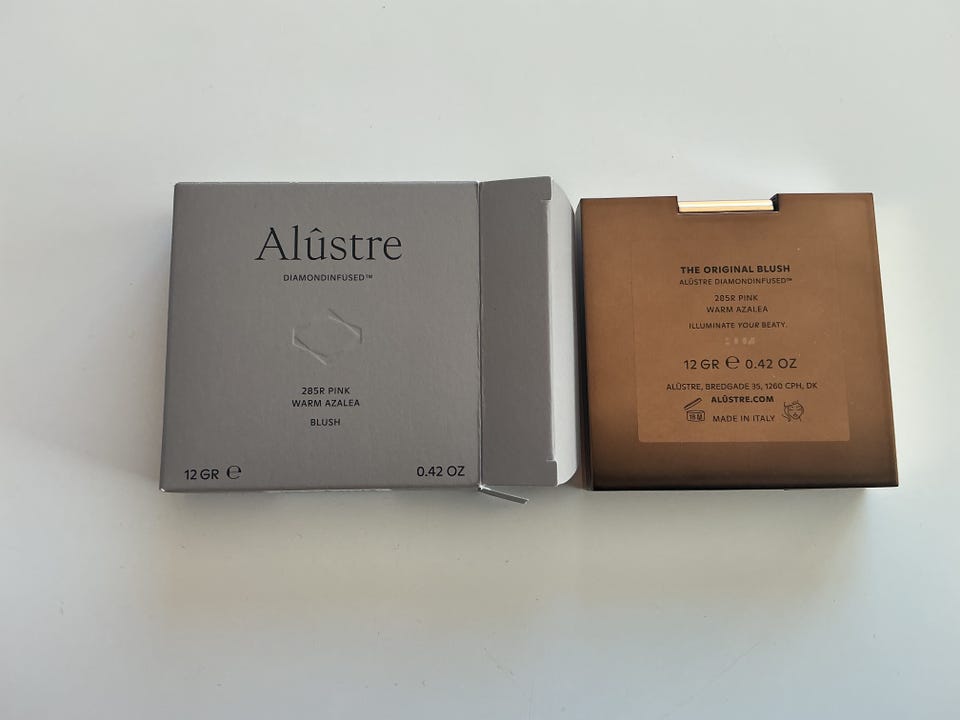 Alûstre
DIAMONDINFUSED™
285R PINK
WARM AZALEA
BLUSH
12 GR ℮ 0.42 OZ
THE ORIGINAL BLUSH
ALÛSTRE DIAMONDINFUSED™
285R PINK
WARM AZALEA
ILLUMINATE YOUR BEATY.
12 GR ℮ 0.42 OZ
ALÛSTRE, BREDGADE 35, 1260 CPH, DK
ALÛSTRE.COM
18 M MADE IN ITALY